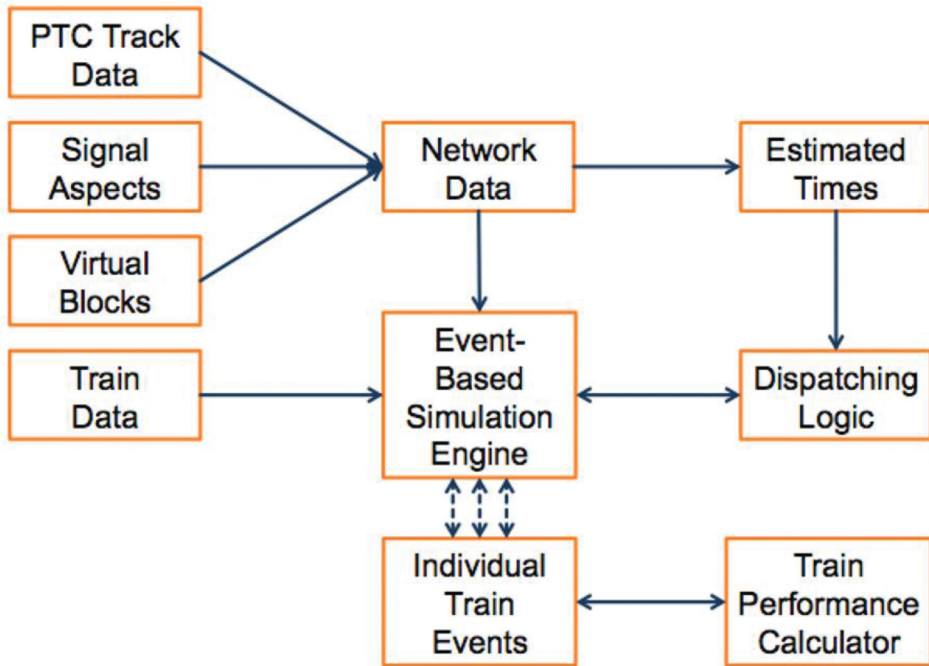 PTC Track
Data
Signal
Aspects
Network
Data
Estimated
Times
Virtual
Blocks
Train
Data
Event-
Based
Simulation
Engine
Dispatching
Logic
Individual
Train
Events
Train
Performance
Calculator